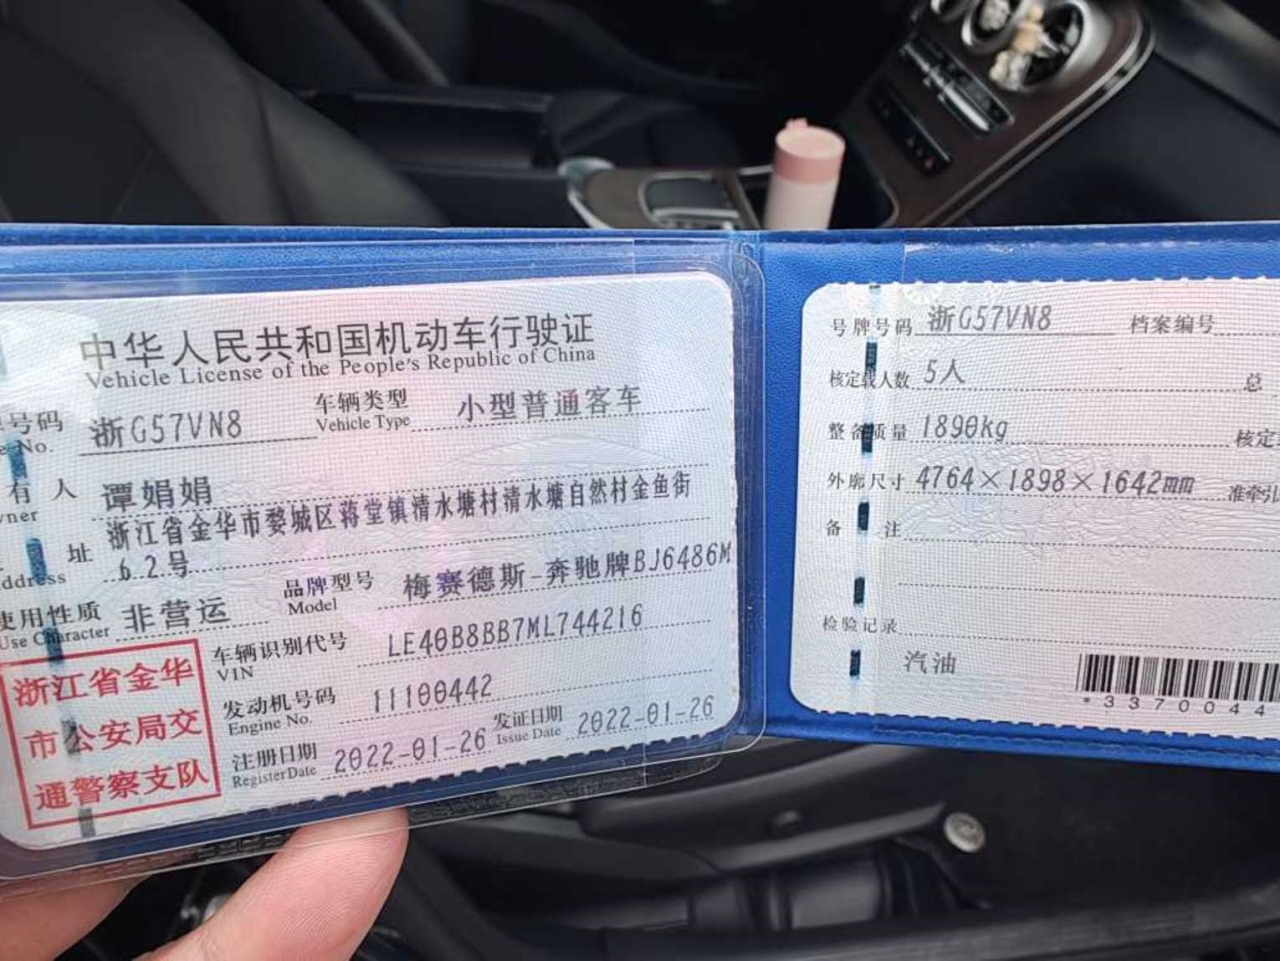 中华人民共和国机动车行驶证
Vehicle License of the People's Republic of China
号码 浙G57VN8 车辆类型 小型普通客车
No. Vehicle Type
有人 谭娟娟
wner
址 浙江省金华市婺城区蒋堂镇清水塘村清水塘自然村金鱼街
ddress 62号
使用性质 非营运 品牌型号 梅赛德斯-奔驰牌BJ6486M
Use Character Model
车辆识别代号 LE40B8BB7ML744216
VIN
发动机号码 11100442
Engine No.
注册日期 2022-01-26 发证日期 2022-01-26
Register Date Issue Date
浙江省金华
市公安局交
通警察支队
号牌号码 浙G57VN8 档案编号
核定载人数 5人 总
整备质量 1890kg 核定
外廓尺寸 4764×1898×1642mm 准牵引
备注
检验记录
汽油
*3370044